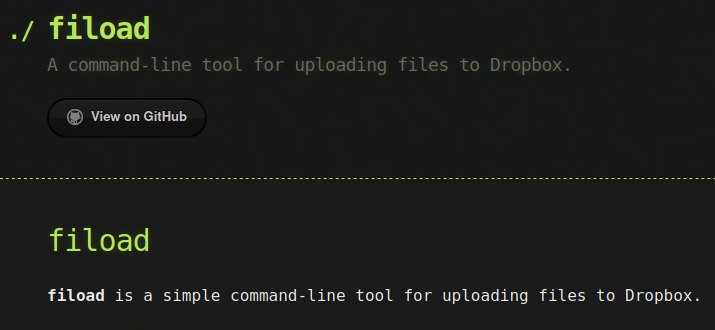 ./ fiload
A command-line tool for uploading files to Dropbox.
View on GitHub
fiload
fiload is a simple command-line tool for uploading files to Dropbox.